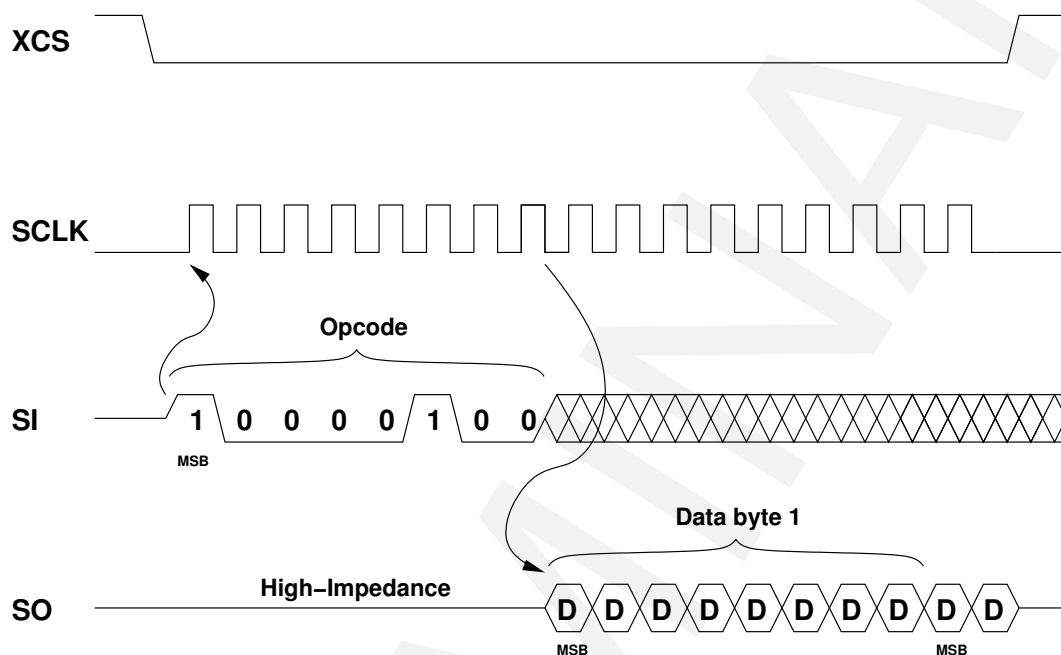 XCS
SCLK
Opcode
SI 1 0 0 0 0 1 0 0
MSB
Data byte 1
High–Impedance
SO D D D D D D D D D D
MSB MSB